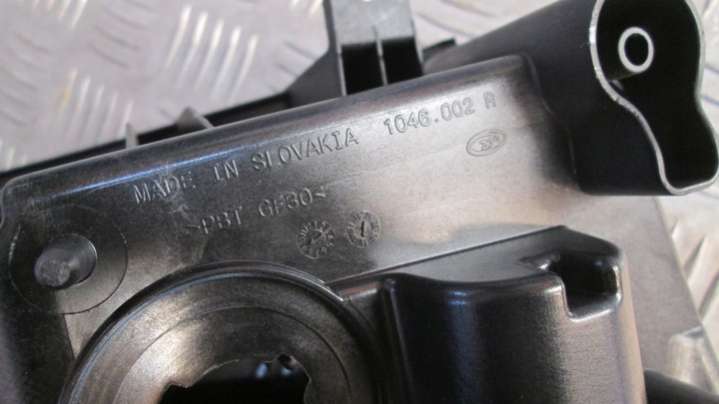 MADE IN SLOVAKIA 1046.002 R
>PBT GF30<